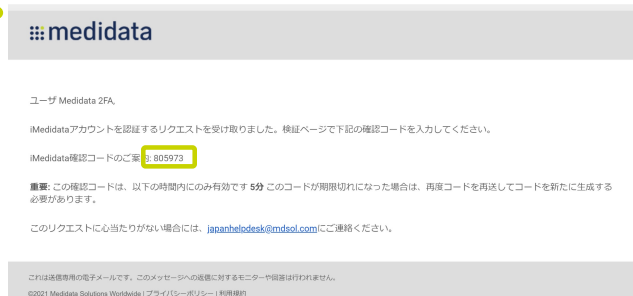 medidata
ユーザ Medidata 2FA,
iMedidataアカウントを認証するリクエストを受け取りました。検証ページで下記の確認コードを入力してください。
iMedidata確認コードのご案内: 805973
重要: この確認コードは、以下の時間内にのみ有効です 5分 このコードが期限切れになった場合は、再度コードを再送してコードを新たに生成する
必要があります。
このリクエストに心当たりがない場合には、japanhelpdesk@mdsol.comにご連絡ください。
これは送信専用の電子メールです。このメッセージへの返信に対するモニターや回答は行われません。
©2021 Medidata Solutions Worldwide | プライバシーポリシー | 利用規約